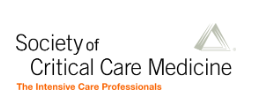 Society of
Critical Care Medicine
The Intensive Care Professionals